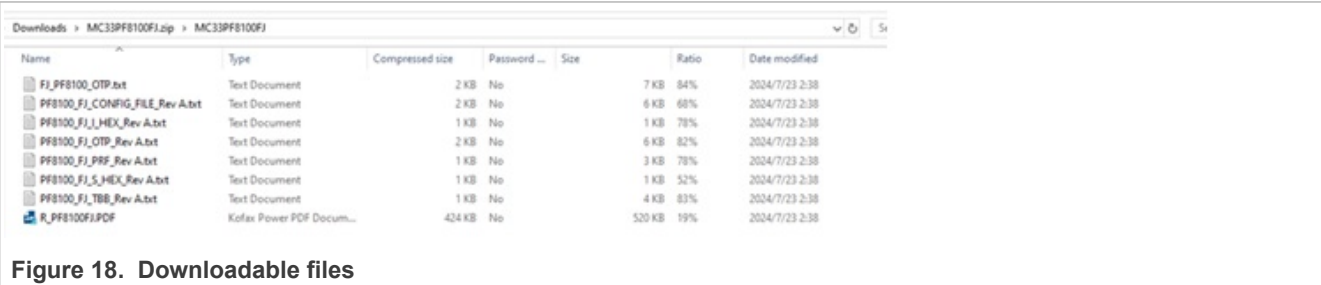 Downloads > MC33PF8100FJ.zip > MC33PF8100FJ
Name Type Compressed size Password ... Size Ratio Date modified
FJ_PF8100_OTP.txt Text Document 2 KB No 7 KB 84% 2024/7/23 2:38
PF8100_FJ_CONFIG_FILE_Rev A.txt Text Document 2 KB No 6 KB 68% 2024/7/23 2:38
PF8100_FJ_I_HEX_Rev A.txt Text Document 1 KB No 1 KB 78% 2024/7/23 2:38
PF8100_FJ_OTP_Rev A.txt Text Document 2 KB No 6 KB 82% 2024/7/23 2:38
PF8100_FJ_PRF_Rev A.txt Text Document 1 KB No 3 KB 78% 2024/7/23 2:38
PF8100_FJ_S_HEX_Rev A.txt Text Document 1 KB No 1 KB 52% 2024/7/23 2:38
PF8100_FJ_TBB_Rev A.txt Text Document 1 KB No 4 KB 83% 2024/7/23 2:38
R_PF8100FJ.PDF Kofax Power PDF Docum... 424 KB No 520 KB 19% 2024/7/23 2:38
Figure 18. Downloadable files